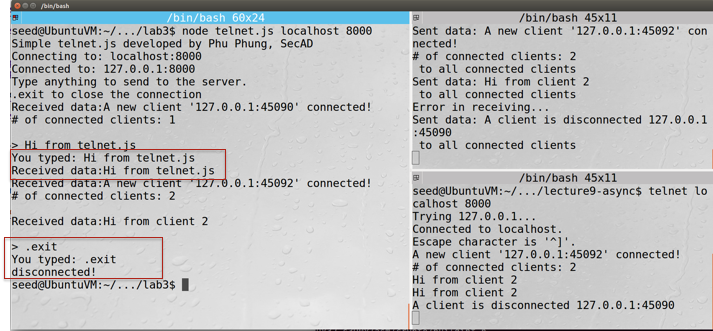 /bin/bash
/bin/bash 60x24
seed@UbuntuVM:~/.../lab3$ node telnet.js localhost 8000
Simple telnet.js developed by Phu Phung, SecAD
Connecting to: localhost:8000
Connected to: 127.0.0.1:8000
Type anything to send to the server.
.exit to close the connection
Received data:A new client '127.0.0.1:45090' connected!
# of connected clients: 1
> Hi from telnet.js
You typed: Hi from telnet.js
Received data:Hi from telnet.js
Received data:A new client '127.0.0.1:45092' connected!
# of connected clients: 2
Received data:Hi from client 2
> .exit
You typed: .exit
disconnected!
seed@UbuntuVM:~/.../lab3$
/bin/bash 45x11
Sent data: A new client '127.0.0.1:45092' con
nected!
# of connected clients: 2
to all connected clients
Sent data: Hi from client 2
to all connected clients
Error in receiving...
Sent data: A client is disconnected 127.0.0.1
:45090
to all connected clients
/bin/bash 45x11
seed@UbuntuVM:~/.../lecture9-async$ telnet lo
calhost 8000
Trying 127.0.0.1...
Connected to localhost.
Escape character is '^]'.
A new client '127.0.0.1:45092' connected!
# of connected clients: 2
Hi from client 2
Hi from client 2
A client is disconnected 127.0.0.1:45090